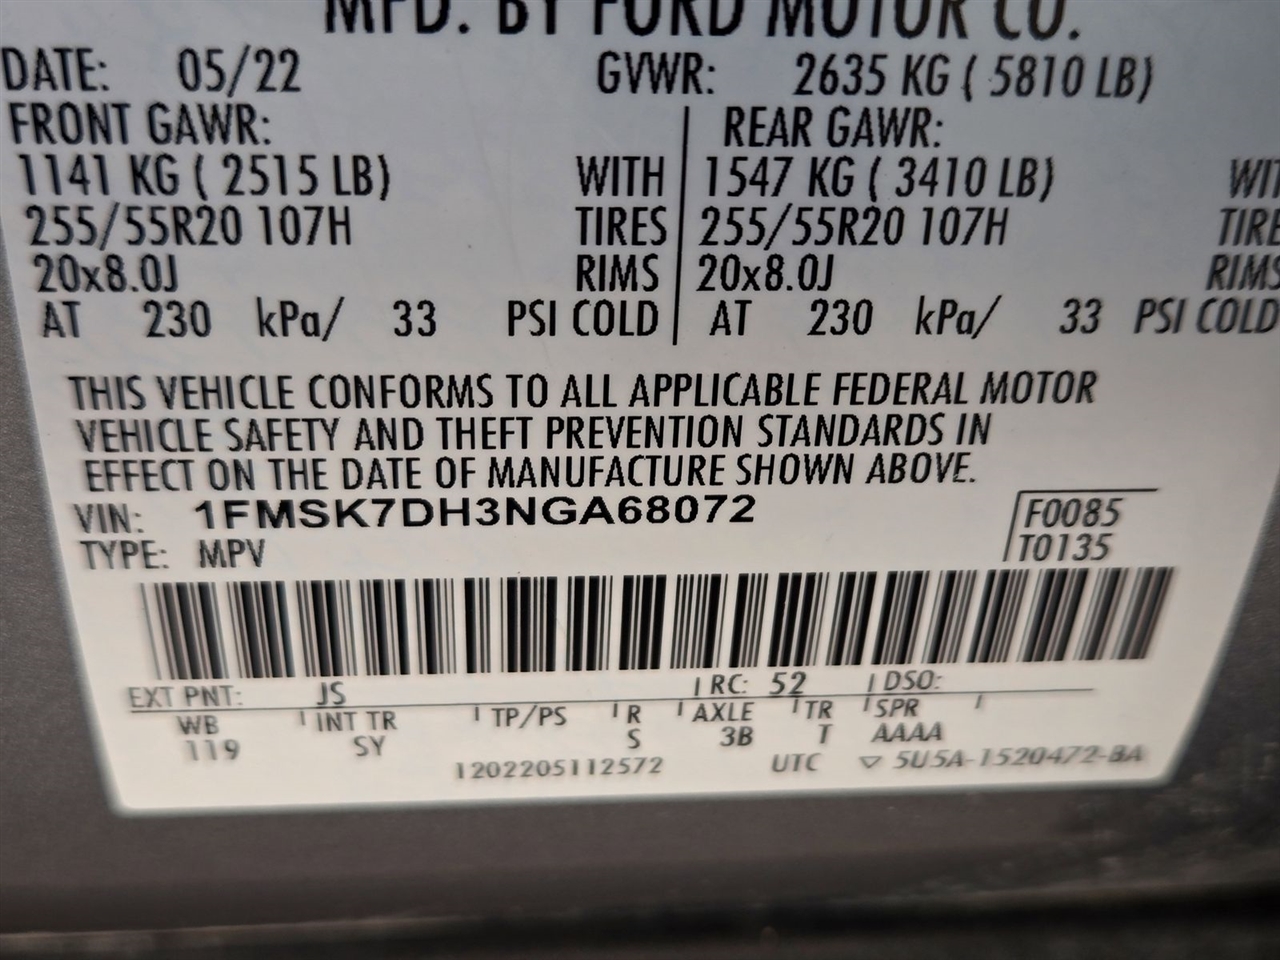 MFD. BY FORD MOTOR CO.
DATE: 05/22 GVWR: 2635 KG ( 5810 LB)
FRONT GAWR: REAR GAWR:
1141 KG ( 2515 LB) WITH 1547 KG ( 3410 LB) WIT
255/55R20 107H TIRES 255/55R20 107H TIRE
20x8.0J RIMS 20x8.0J RIMS
AT 230 kPa/ 33 PSI COLD AT 230 kPa/ 33 PSI COLD
THIS VEHICLE CONFORMS TO ALL APPLICABLE FEDERAL MOTOR
VEHICLE SAFETY AND THEFT PREVENTION STANDARDS IN
EFFECT ON THE DATE OF MANUFACTURE SHOWN ABOVE.
VIN: 1FMSK7DH3NGA68072 F0085
TYPE: MPV T0135
EXT PNT: JS RC: 52 DSO:
WB INT TR TP/PS R AXLE TR SPR
119 SY S 3B T AAAA
1202205112572 UTC ▽ 5U5A-1520472-BA